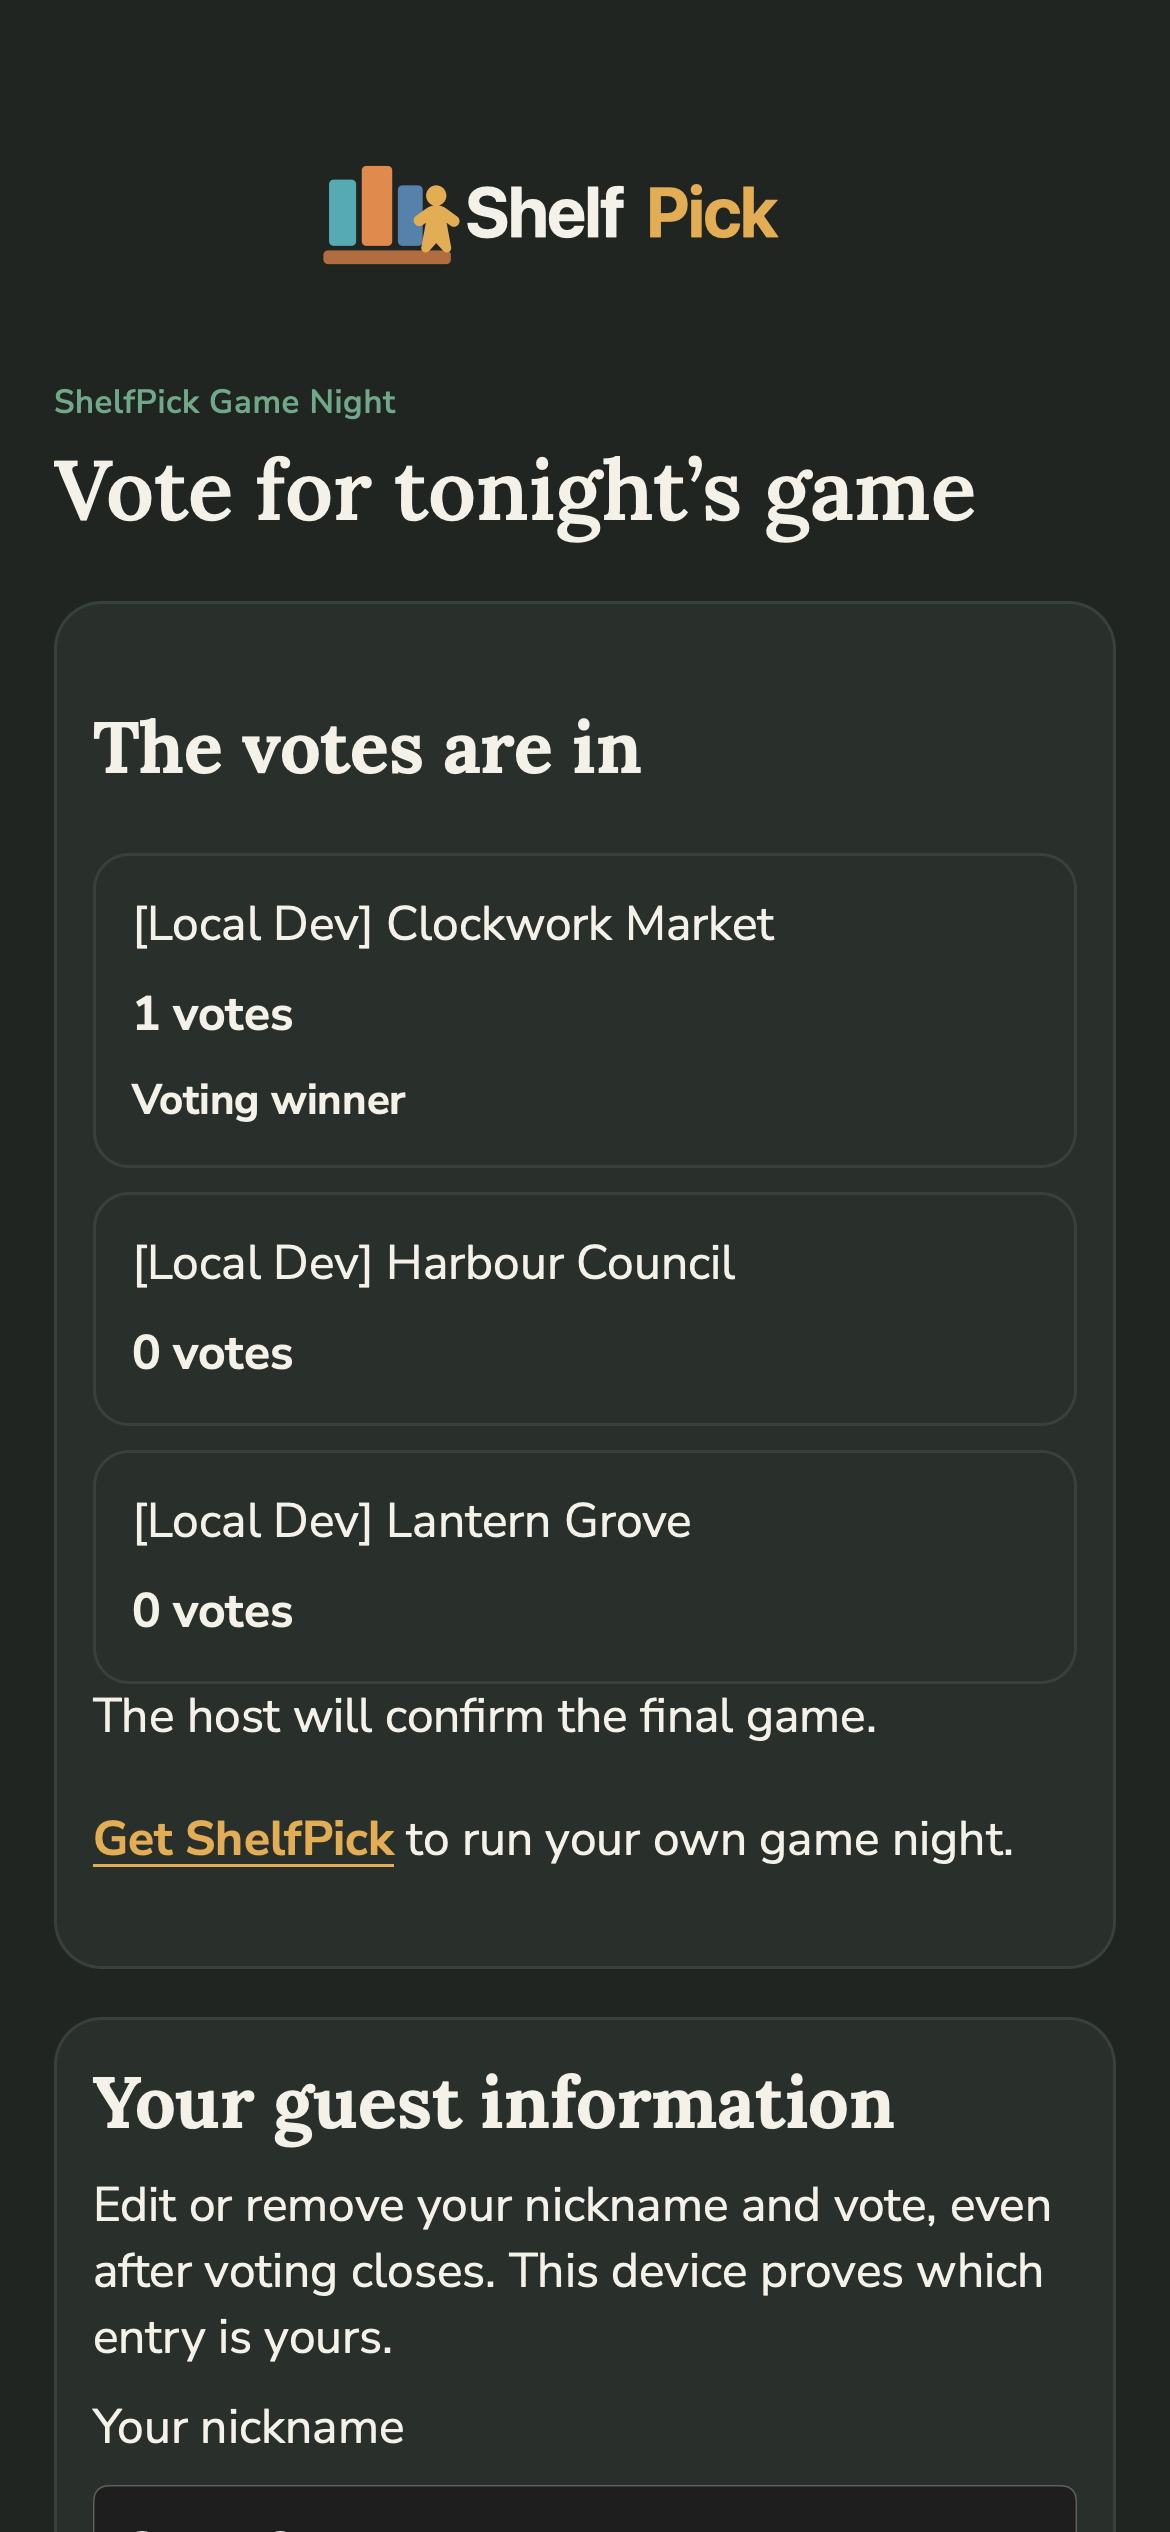 Shelf Pick
ShelfPick Game Night
Vote for tonight’s game
The votes are in
[Local Dev] Clockwork Market
1 votes
Voting winner
[Local Dev] Harbour Council
0 votes
[Local Dev] Lantern Grove
0 votes
The host will confirm the final game.
Get ShelfPick to run your own game night.
Your guest information
Edit or remove your nickname and vote, even
after voting closes. This device proves which
entry is yours.
Your nickname